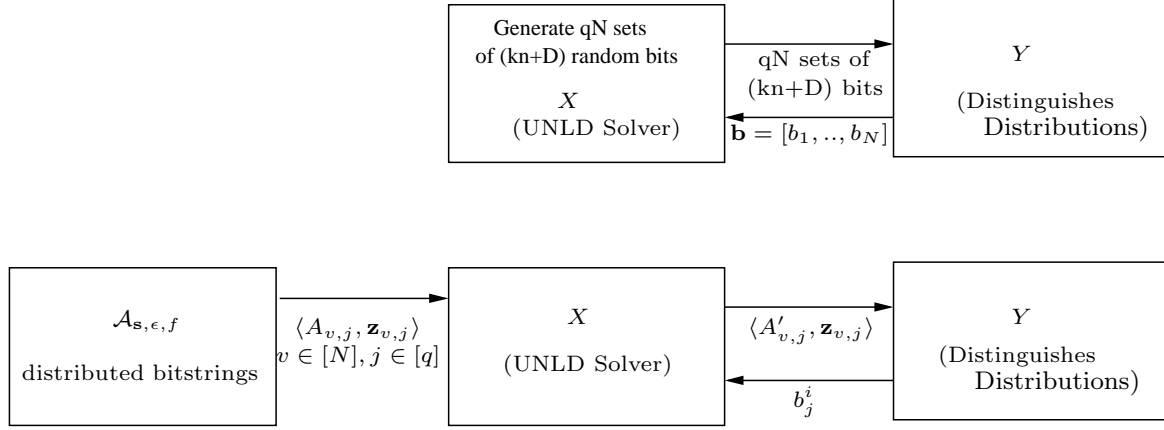 Generate qN sets
of (kn+D) random bits
X
(UNLD Solver)
qN sets of
(kn+D) bits
𝐛 = [b₁, .., b_N]
Y
(Distinguishes
Distributions)
𝒜_{𝐬,ϵ,f}
distributed bitstrings
⟨A_{v,j}, 𝐳_{v,j}⟩
v ∈ [N], j ∈ [q]
X
(UNLD Solver)
⟨A′_{v,j}, 𝐳_{v,j}⟩
b^i_j
Y
(Distinguishes
Distributions)